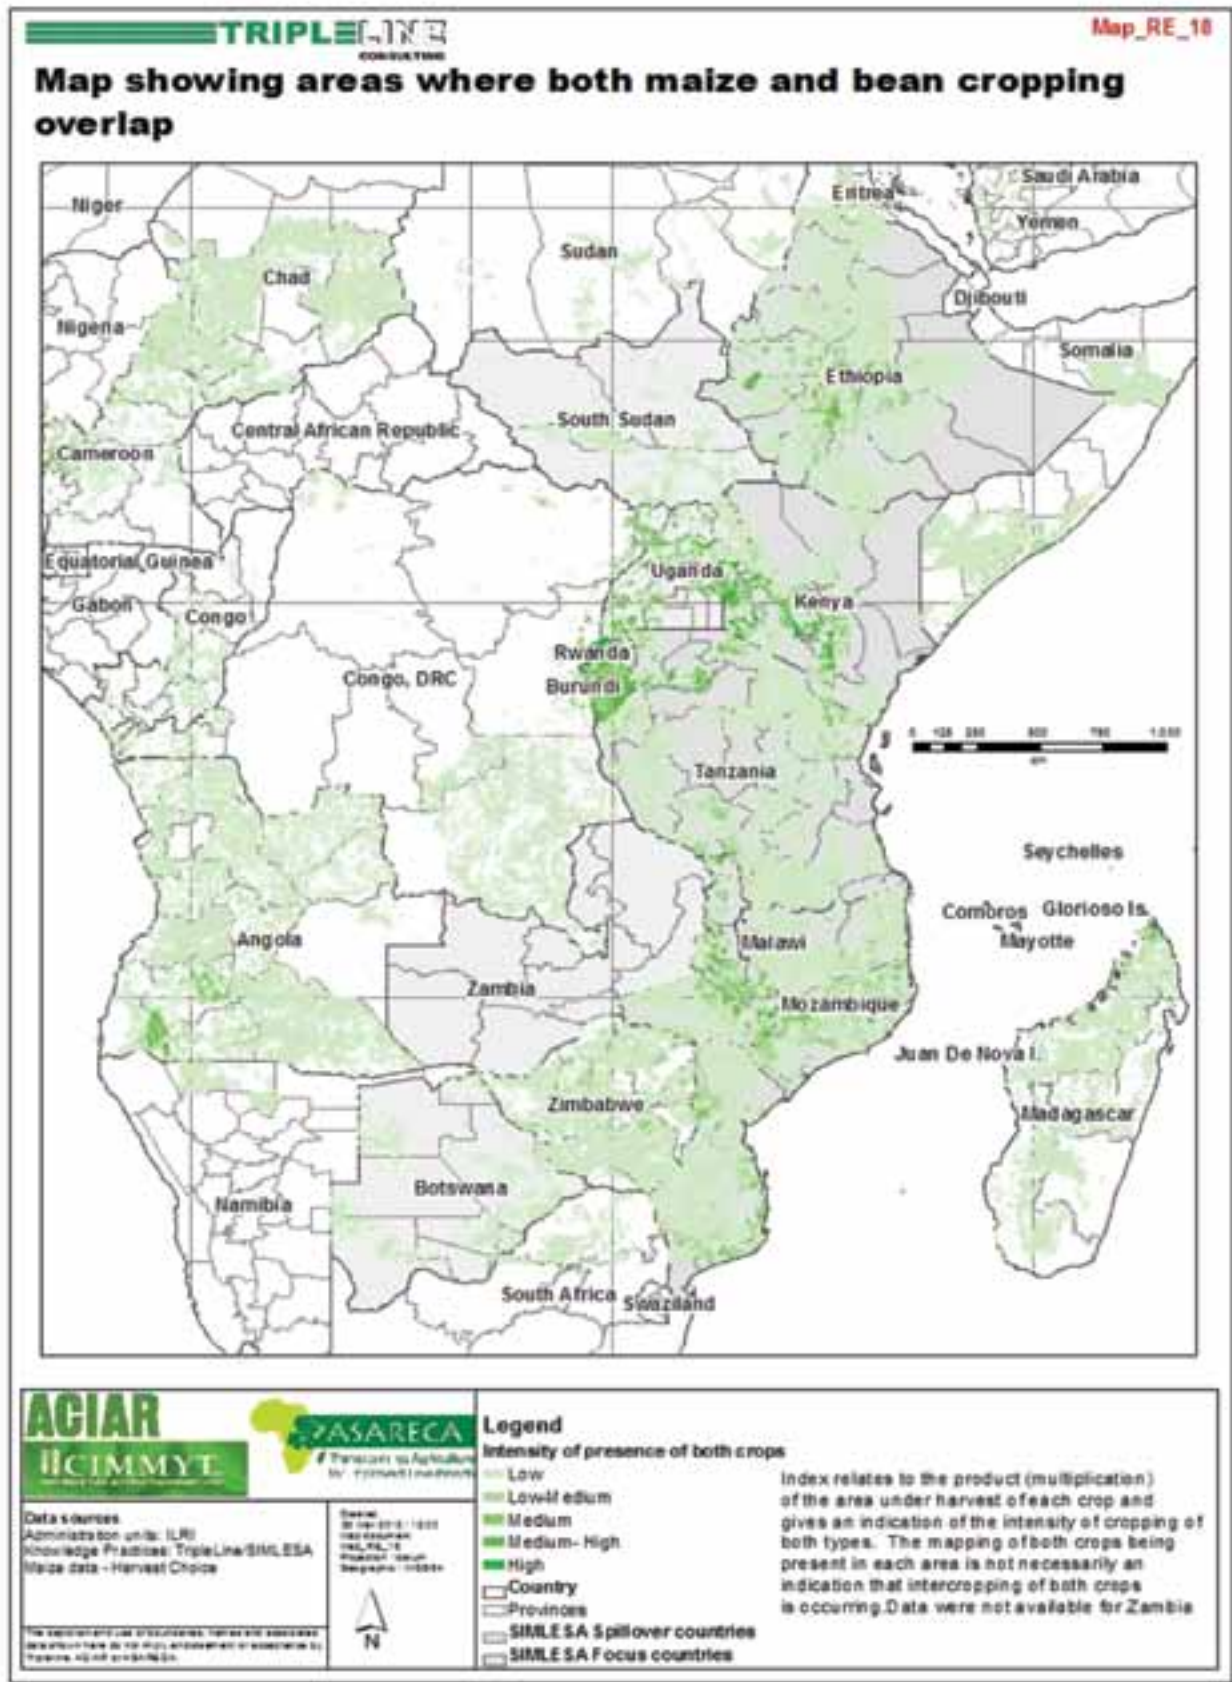 TRIPLELINE
CONSULTING
Map_RE_18
Map showing areas where both maize and bean cropping
overlap
Niger
Eritrea
Saudi Arabia
Yemen
Sudan
Chad
Djibouti
Nigeria
Somalia
Ethiopia
South Sudan
Central African Republic
Cameroon
Equatorial Guinea
Uganda
Gabon
Kenya
Congo
Rwanda
Congo, DRC
Burundi
Tanzania
km
Seychelles
Comoros
Glorioso Is.
Mayotte
Angola
Malawi
Zambia
Mozambique
Juan De Nova I.
Zimbabwe
Madagascar
Botswana
Namibia
South Africa
Swaziland
ACIAR
CIMMYT
ASARECA
Data sources
Administration units: ILRI
Knowledge Practices: TripleLine/SIMLESA
Maize data - Harvest Choice
N
Legend
Intensity of presence of both crops
Low
Low-Medium
Medium
Medium- High
High
Country
Provinces
SIMLESA Spillover countries
SIMLESA Focus countries
Index relates to the product (multiplication)
of the area under harvest of each crop and
gives an indication of the intensity of cropping of
both types. The mapping of both crops being
present in each area is not necessarily an
indication that intercropping of both crops
is occurring.Data were not available for Zambia